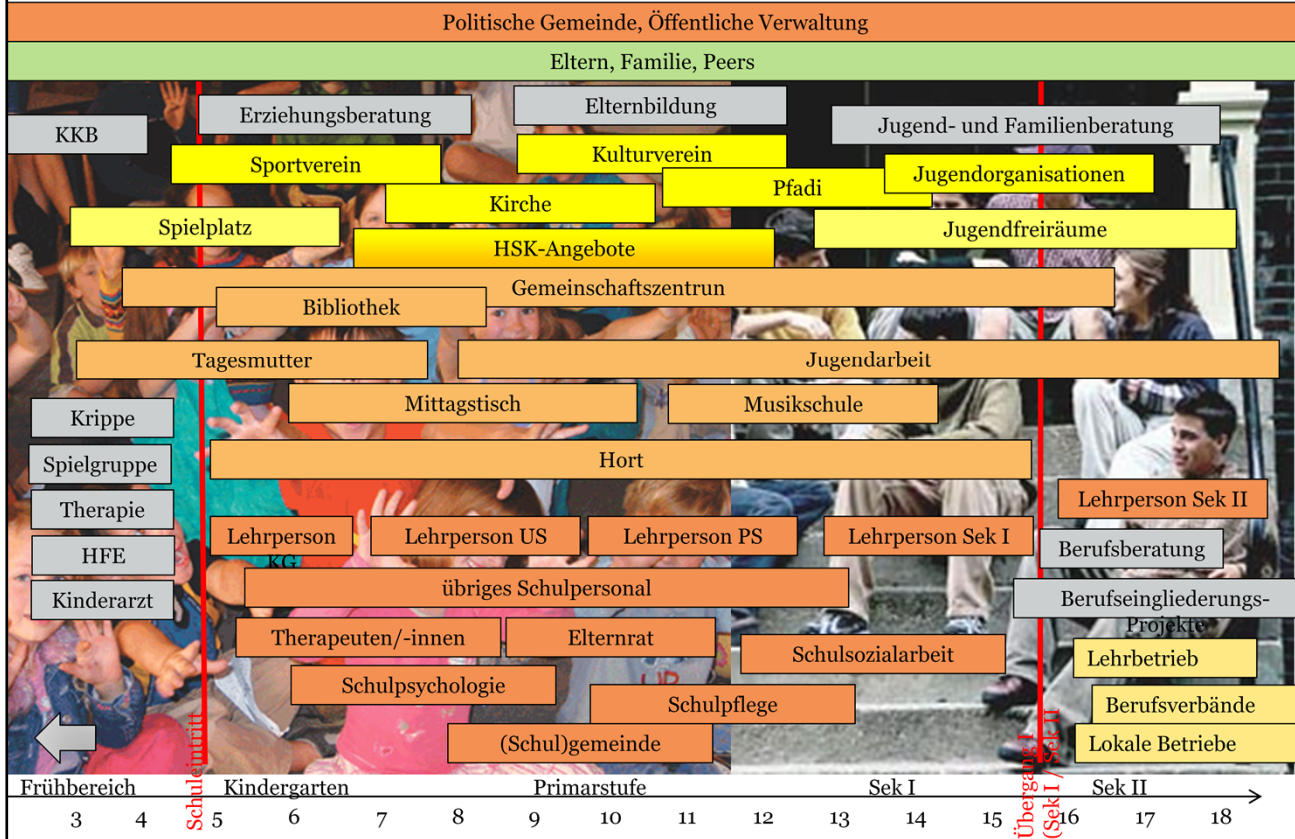 Politische Gemeinde, Öffentliche Verwaltung
Eltern, Familie, Peers
KKB
Erziehungsberatung
Elternbildung
Jugend- und Familienberatung
Sportverein
Kulturverein
Jugendorganisationen
Pfadi
Kirche
Spielplatz
Jugendfreiräume
HSK-Angebote
Gemeinschaftszentrun
Bibliothek
Tagesmutter
Jugendarbeit
Mittagstisch
Musikschule
Krippe
Spielgruppe
Hort
Therapie
Lehrperson Sek II
Lehrperson
KG
Lehrperson US
Lehrperson PS
Lehrperson Sek I
HFE
Berufsberatung
Kinderarzt
übriges Schulpersonal
Berufseingliederungs-
Projekte
Therapeuten/-innen
Elternrat
Schulsozialarbeit
Lehrbetrieb
Schulpsychologie
Schulpflege
Berufsverbände
(Schul)gemeinde
Lokale Betriebe
Schuleintritt
Übergang I
(Sek I / Sek II
Frühbereich
Kindergarten
Primarstufe
Sek I
Sek II
3 4 5 6 7 8 9 10 11 12 13 14 15 16 17 18